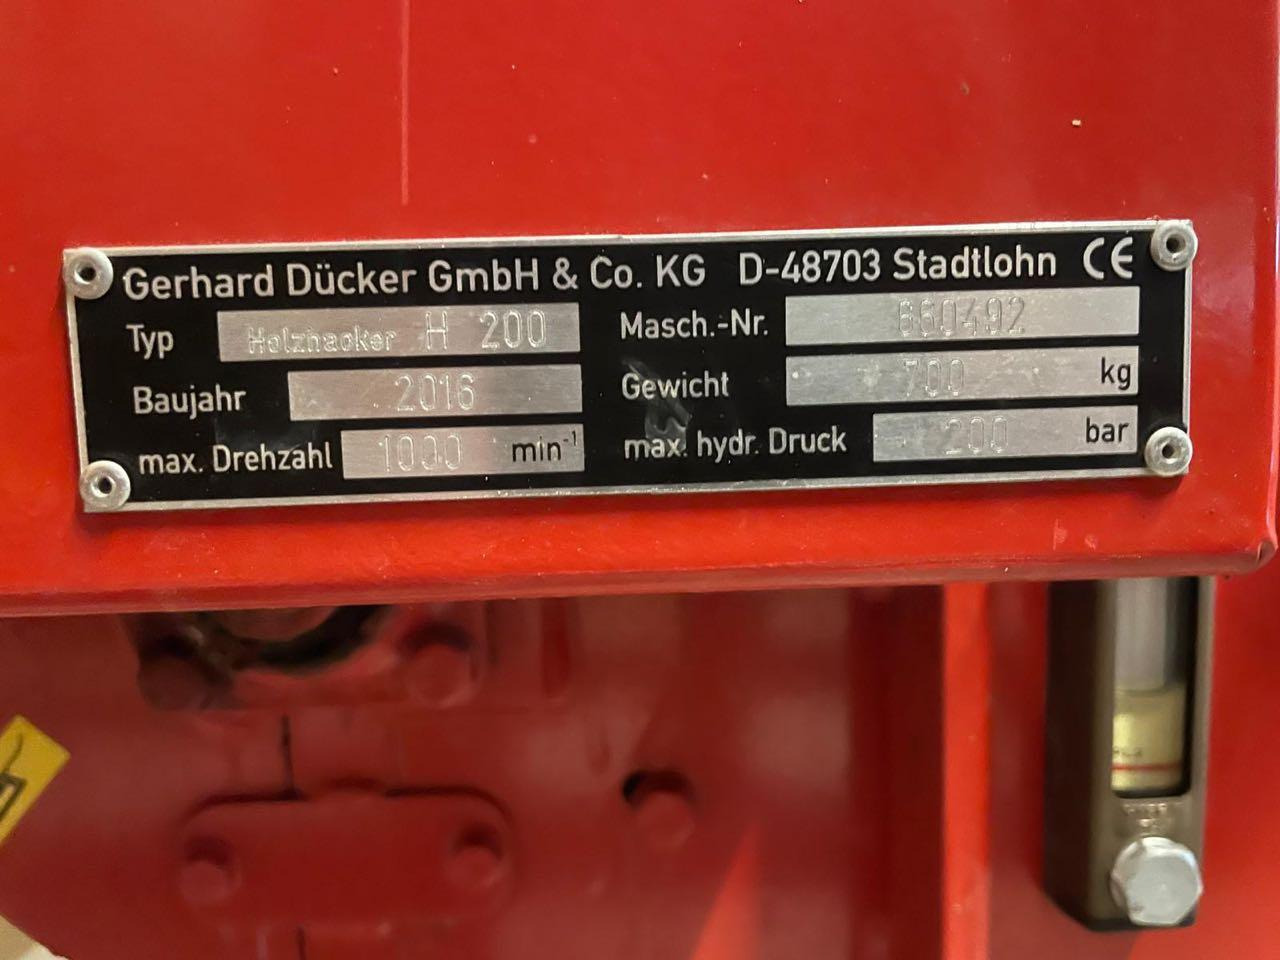 Gerhard Dücker GmbH & Co. KG D-48703 Stadtlohn CE
Typ Holzhacker H 200 Masch.-Nr. 660492
Baujahr 2016 Gewicht 700 kg
max. Drehzahl 1000 min⁻¹ max. hydr. Druck 200 bar